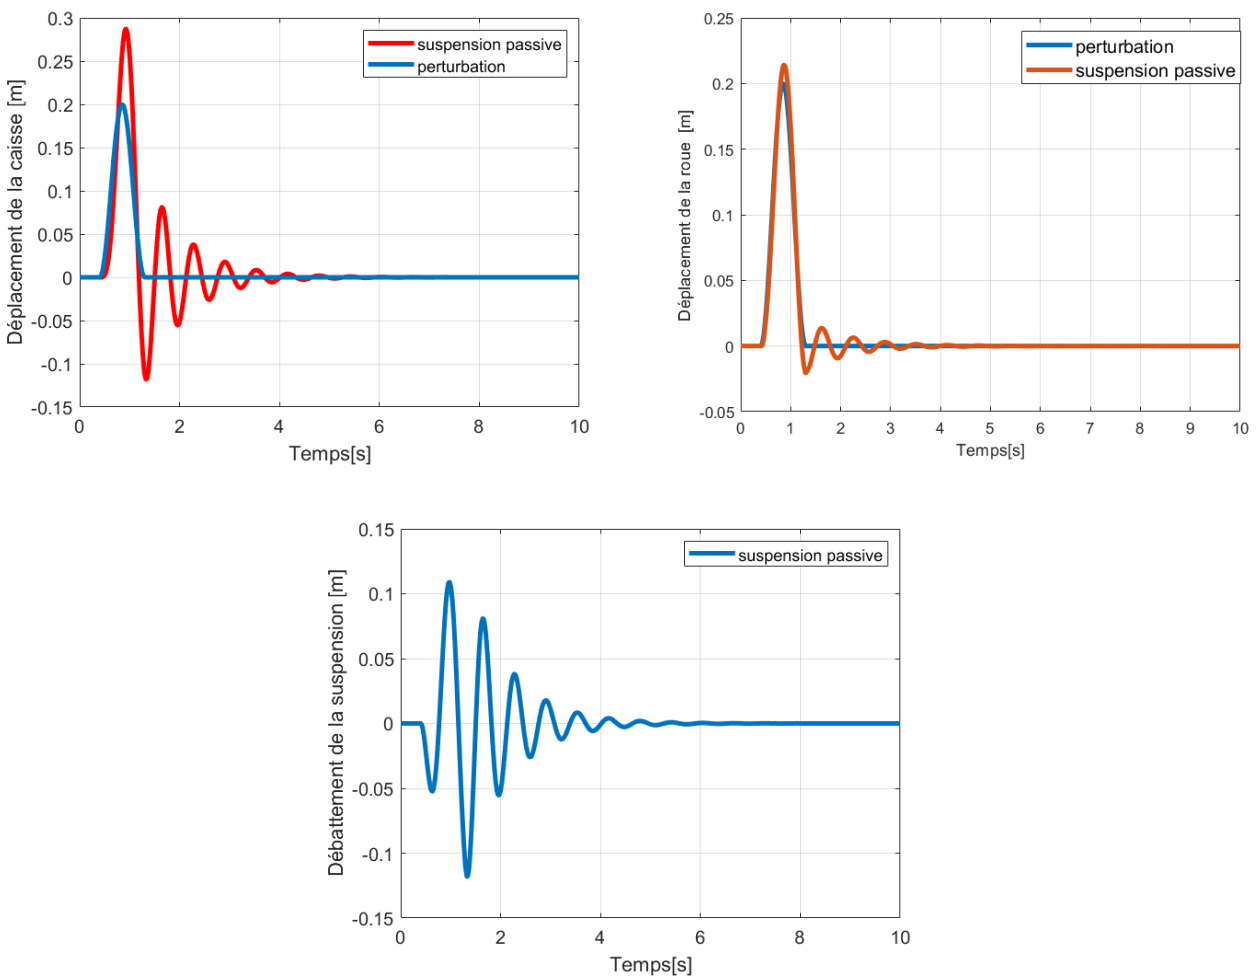 0.3
0.25
0.2
0.15
0.1
0.05
0
-0.05
-0.1
-0.15
Déplacement de la caisse [m]
suspension passive
perturbation
0 2 4 6 8 10
Temps[s]
0.25
0.2
0.15
0.1
0.05
0
-0.05
Déplacement de la roue [m]
perturbation
suspension passive
0 1 2 3 4 5 6 7 8 9 10
Temps[s]
0.15
0.1
0.05
0
-0.05
-0.1
-0.15
Débattement de la suspension [m]
suspension passive
0 2 4 6 8 10
Temps[s]